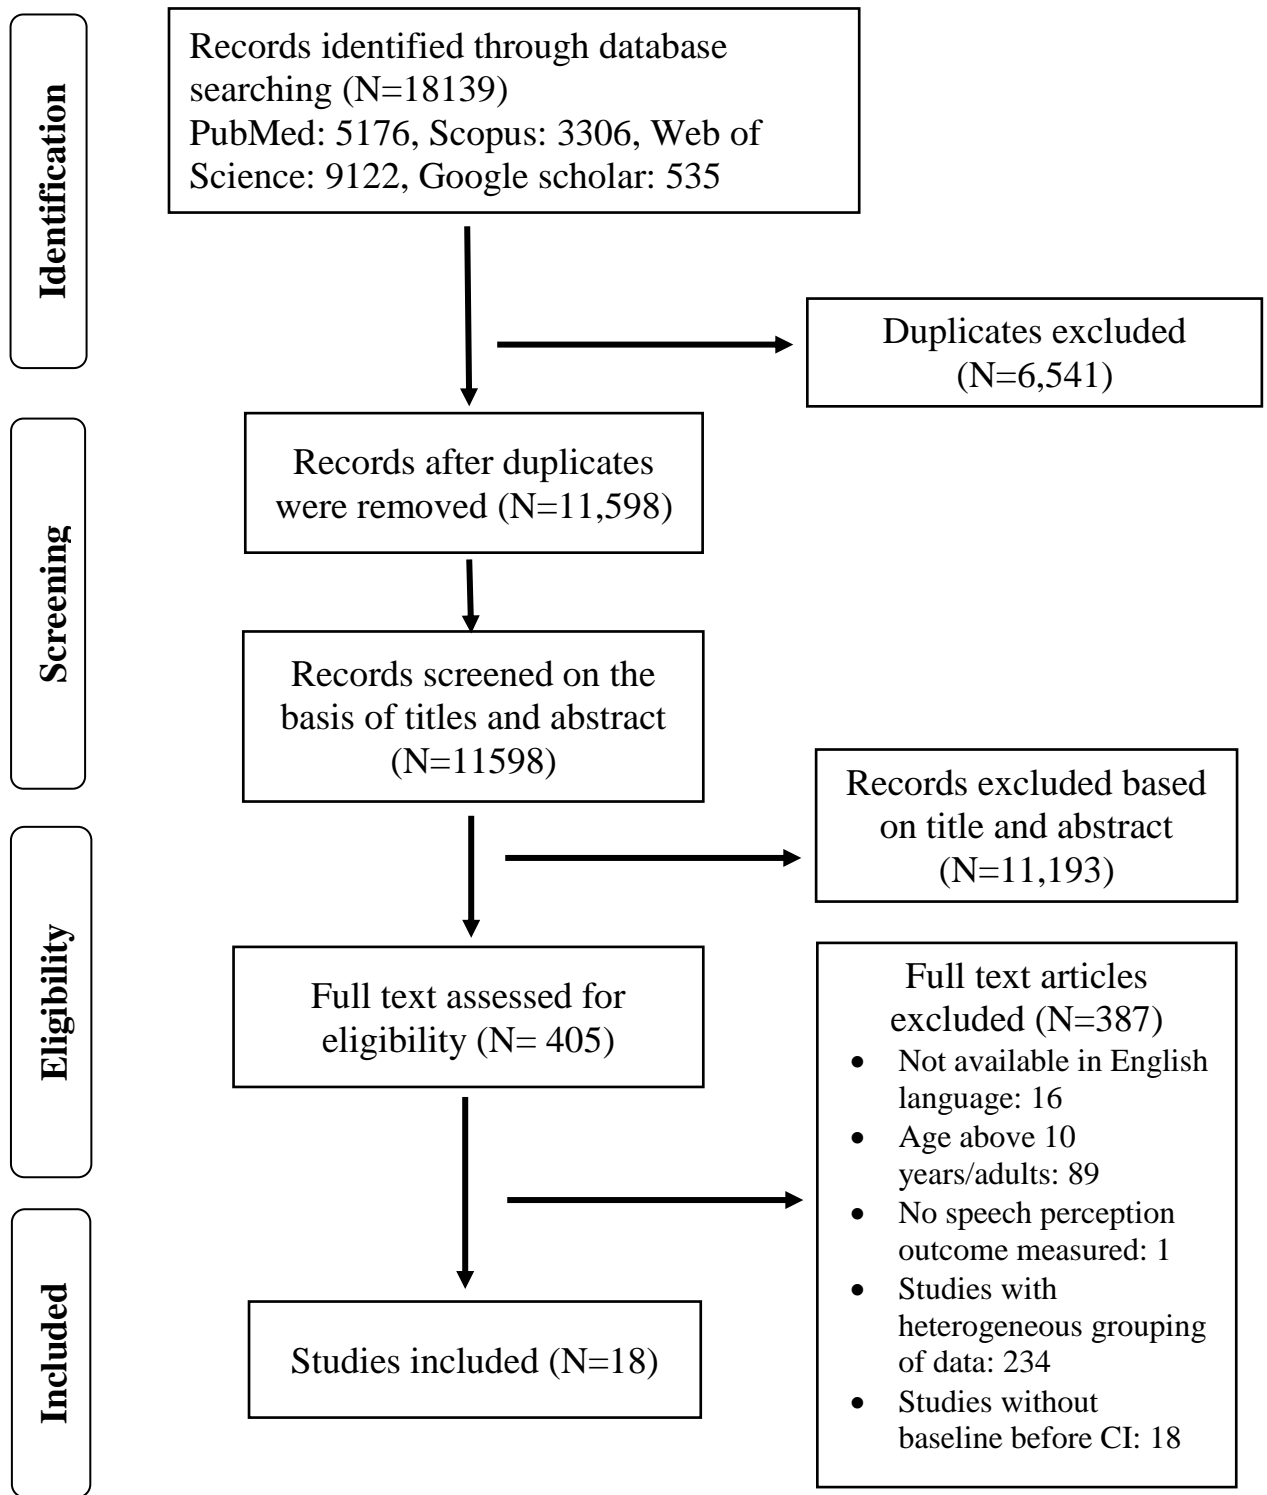 Identification
Records identified through database
searching (N=18139)
PubMed: 5176, Scopus: 3306, Web of
Science: 9122, Google scholar: 535
Duplicates excluded
(N=6,541)
Screening
Records after duplicates
were removed (N=11,598)
Records screened on the
basis of titles and abstract
(N=11598)
Records excluded based
on title and abstract
(N=11,193)
Eligibility
Full text assessed for
eligibility (N= 405)
Full text articles
excluded (N=387)
• Not available in English
language: 16
• Age above 10
years/adults: 89
• No speech perception
outcome measured: 1
• Studies with
heterogeneous grouping
of data: 234
• Studies without
baseline before CI: 18
Included
Studies included (N=18)